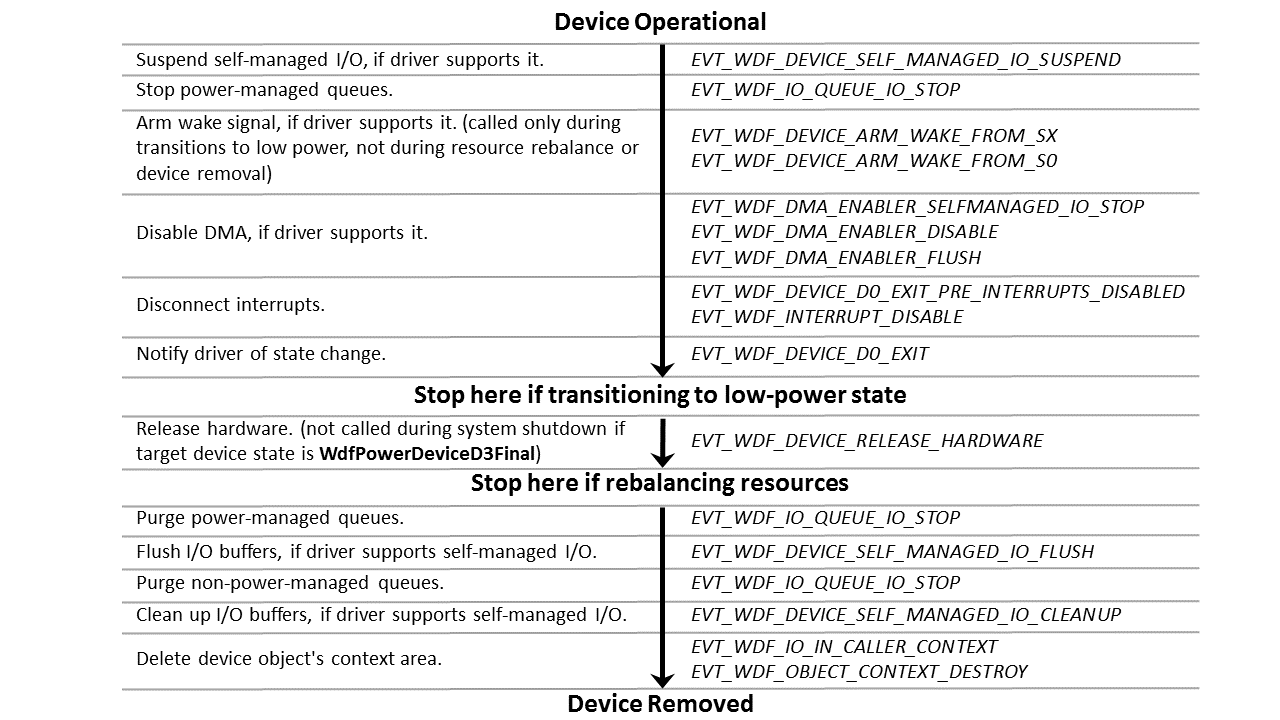 Device Operational
Suspend self-managed I/O, if driver supports it.
EVT_WDF_DEVICE_SELF_MANAGED_IO_SUSPEND
Stop power-managed queues.
EVT_WDF_IO_QUEUE_IO_STOP
Arm wake signal, if driver supports it. (called only during
transitions to low power, not during resource rebalance or
device removal)
EVT_WDF_DEVICE_ARM_WAKE_FROM_SX
EVT_WDF_DEVICE_ARM_WAKE_FROM_S0
Disable DMA, if driver supports it.
EVT_WDF_DMA_ENABLER_SELFMANAGED_IO_STOP
EVT_WDF_DMA_ENABLER_DISABLE
EVT_WDF_DMA_ENABLER_FLUSH
Disconnect interrupts.
EVT_WDF_DEVICE_D0_EXIT_PRE_INTERRUPTS_DISABLED
EVT_WDF_INTERRUPT_DISABLE
Notify driver of state change.
EVT_WDF_DEVICE_D0_EXIT
Stop here if transitioning to low-power state
Release hardware. (not called during system shutdown if
target device state is WdfPowerDeviceD3Final)
EVT_WDF_DEVICE_RELEASE_HARDWARE
Stop here if rebalancing resources
Purge power-managed queues.
EVT_WDF_IO_QUEUE_IO_STOP
Flush I/O buffers, if driver supports self-managed I/O.
EVT_WDF_DEVICE_SELF_MANAGED_IO_FLUSH
Purge non-power-managed queues.
EVT_WDF_IO_QUEUE_IO_STOP
Clean up I/O buffers, if driver supports self-managed I/O.
EVT_WDF_DEVICE_SELF_MANAGED_IO_CLEANUP
Delete device object's context area.
EVT_WDF_IO_IN_CALLER_CONTEXT
EVT_WDF_OBJECT_CONTEXT_DESTROY
Device Removed